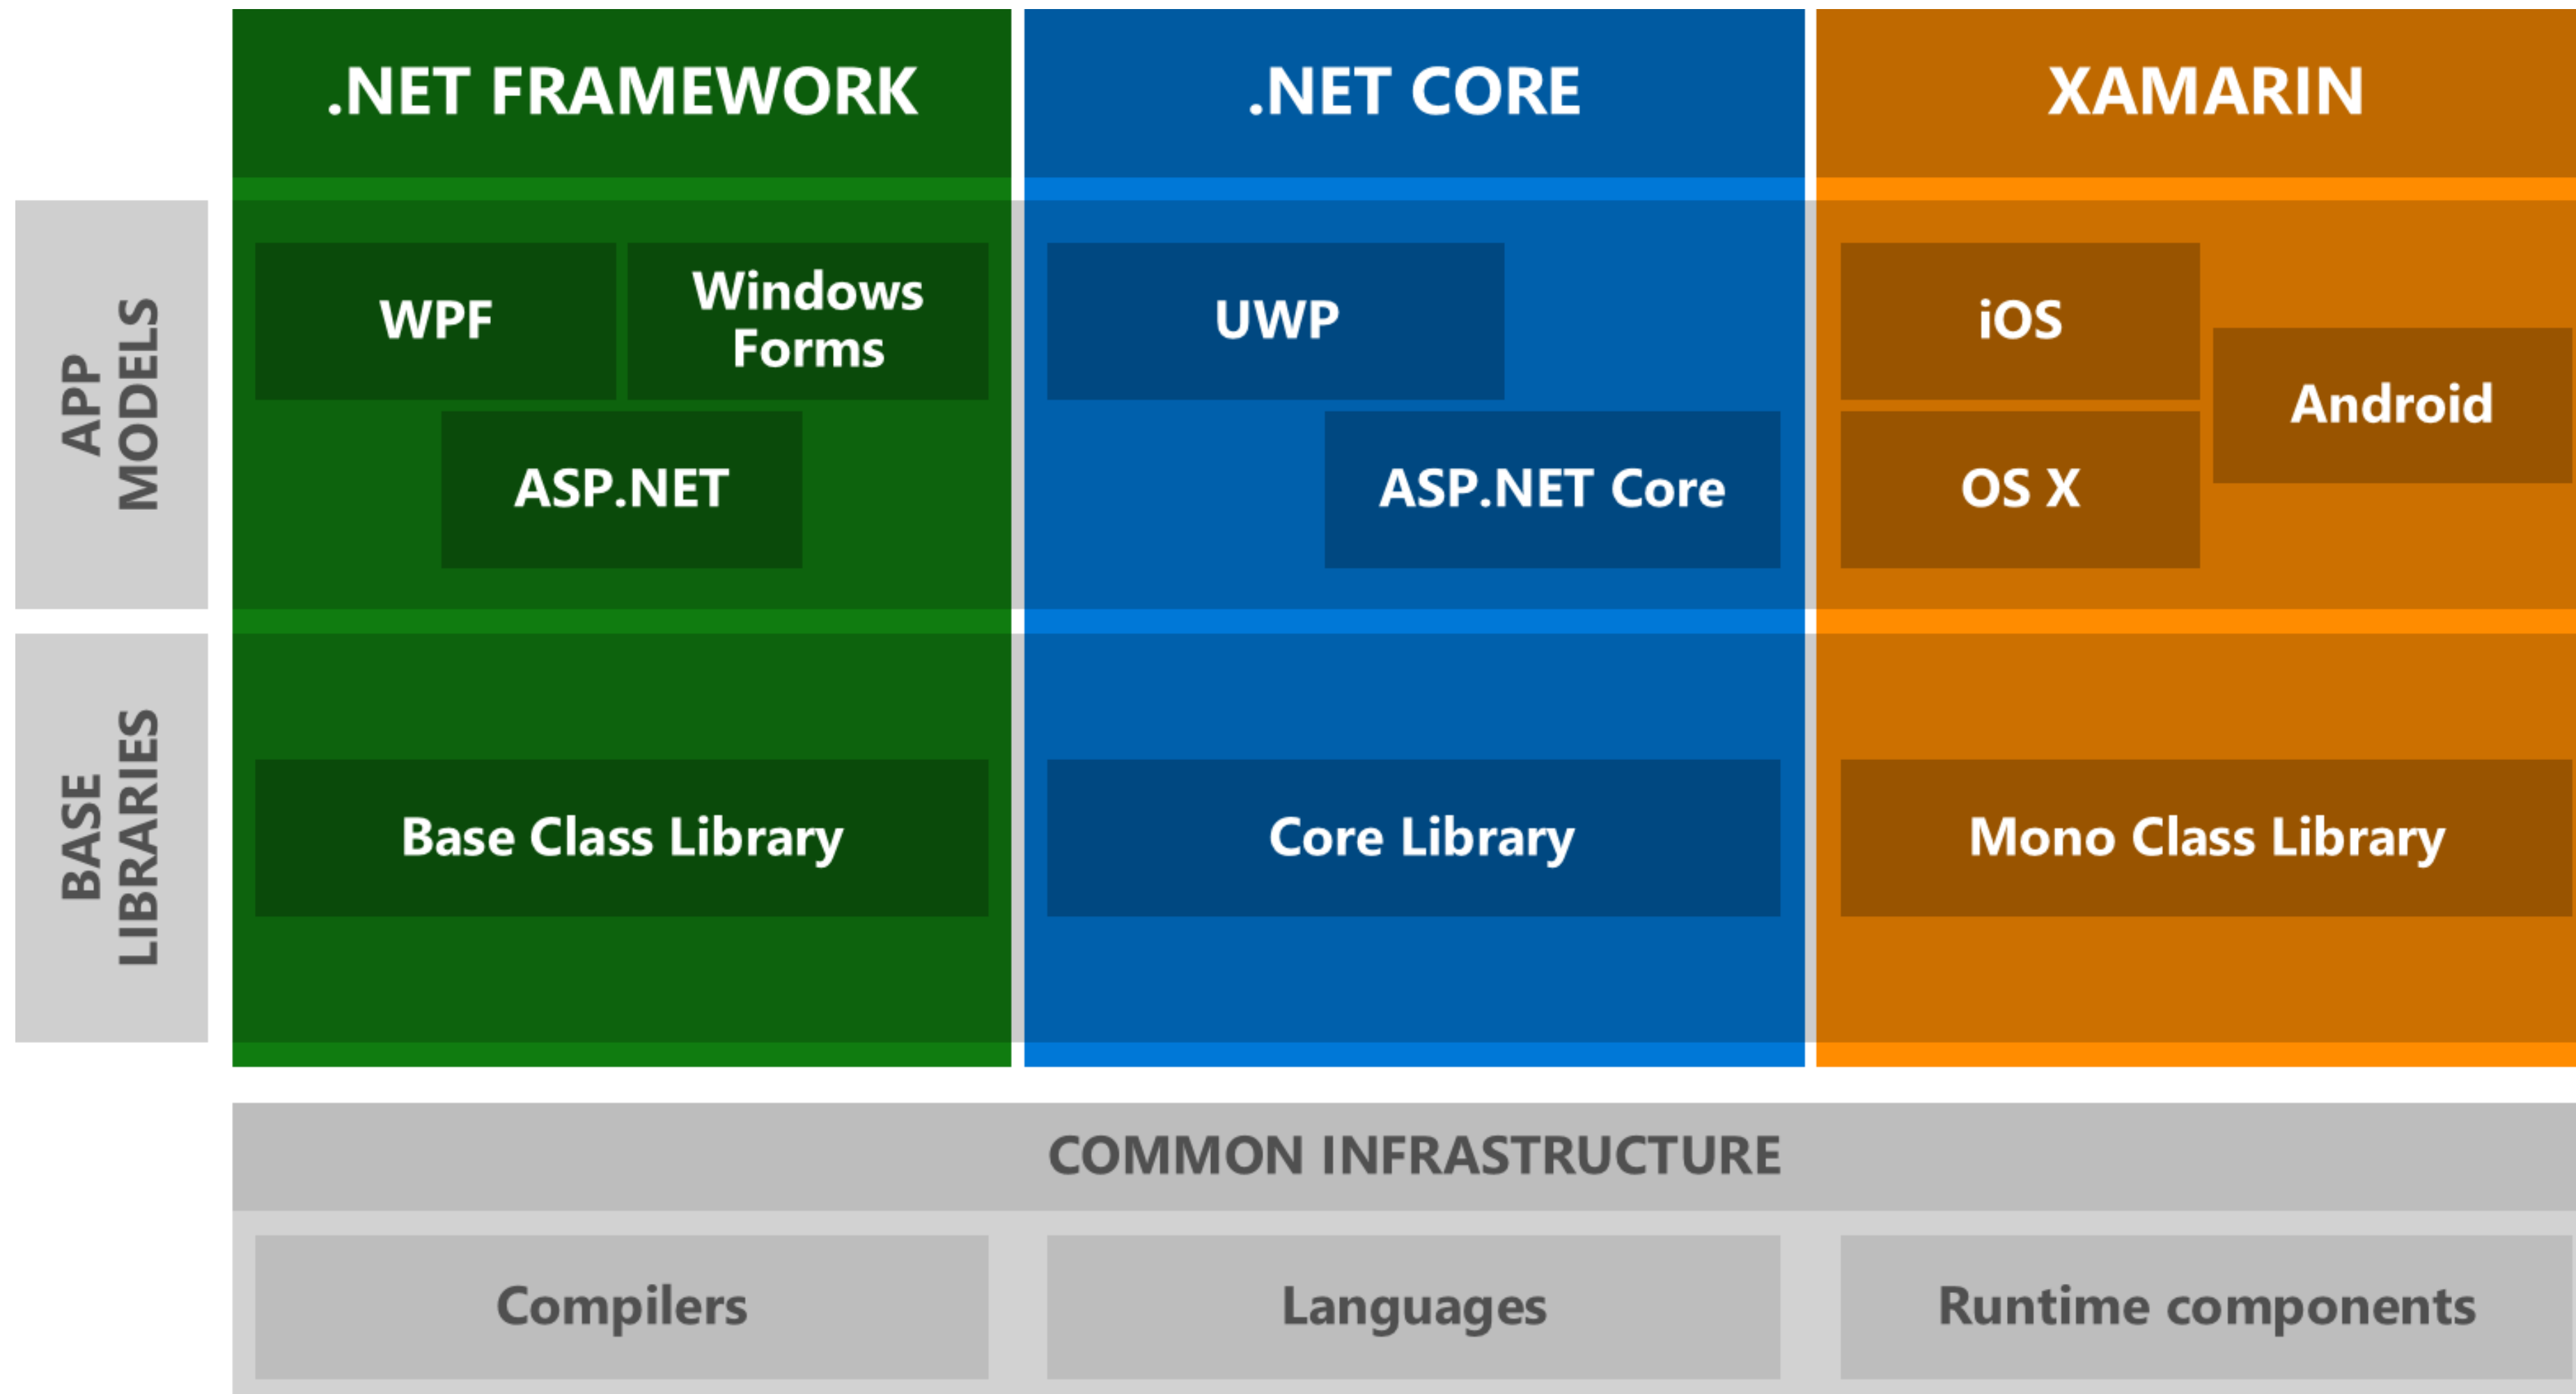 .NET FRAMEWORK
.NET CORE
XAMARIN
APP
MODELS
WPF
Windows
Forms
ASP.NET
UWP
ASP.NET Core
iOS
Android
OS X
BASE
LIBRARIES
Base Class Library
Core Library
Mono Class Library
COMMON INFRASTRUCTURE
Compilers
Languages
Runtime components